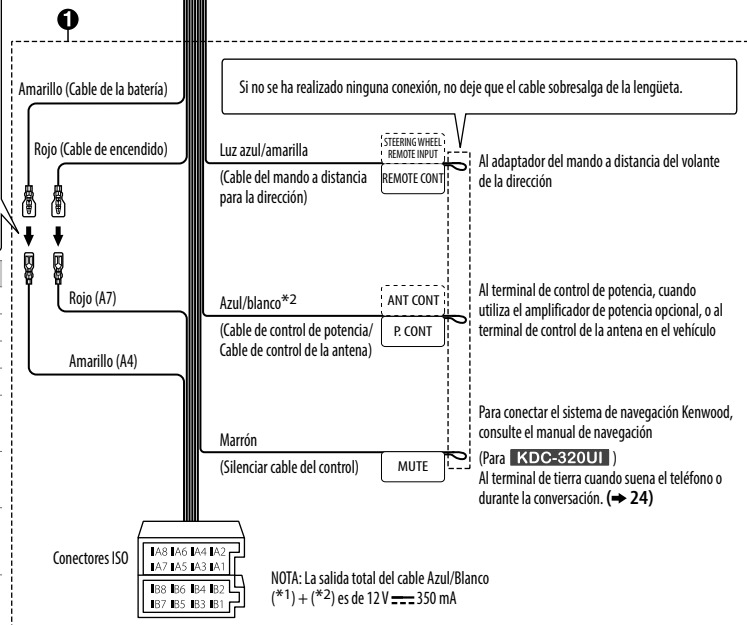 1
Amarillo (Cable de la batería)
Si no se ha realizado ninguna conexión, no deje que el cable sobresalga de la lengüeta.
Rojo (Cable de encendido)
Luz azul/amarilla
(Cable del mando a distancia
para la dirección)
STEERING WHEEL
REMOTE INPUT
REMOTE CONT
Al adaptador del mando a distancia del volante
de la dirección
Rojo (A7)
Amarillo (A4)
Azul/blanco*2
(Cable de control de potencia/
Cable de control de la antena)
ANT CONT
P. CONT
Al terminal de control de potencia, cuando
utiliza el amplificador de potencia opcional, o al
terminal de control de la antena en el vehículo
Marrón
(Silenciar cable del control)
MUTE
Para conectar el sistema de navegación Kenwood,
consulte el manual de navegación
(Para KDC-320UI )
Al terminal de tierra cuando suena el teléfono o
durante la conversación. (➜ 24)
Conectores ISO
A8 A6 A4 A2
A7 A5 A3 A1
B8 B6 B4 B2
B7 B5 B3 B1
NOTA: La salida total del cable Azul/Blanco
(*1) + (*2) es de 12 V ⎓ 350 mA